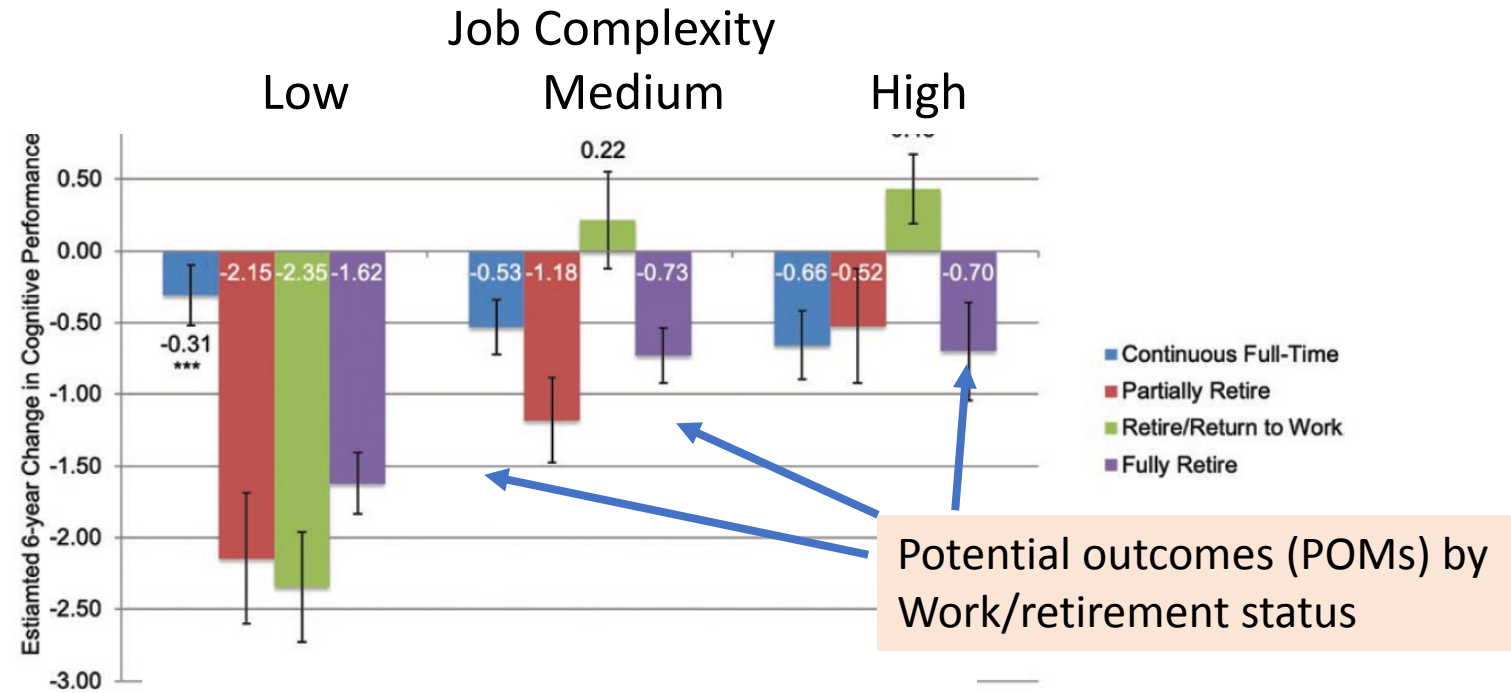 Job Complexity
Low Medium High
Estiamted 6-year Change in Cognitive Performance
0.50
0.00
-0.50
-1.00
-1.50
-2.00
-2.50
-3.00
-0.31
***
-2.15 -2.35 -1.62
0.22
-0.53 -1.18 -0.73
-0.66 -0.52 -0.70
Continuous Full-Time
Partially Retire
Retire/Return to Work
Fully Retire
Potential outcomes (POMs) by
Work/retirement status